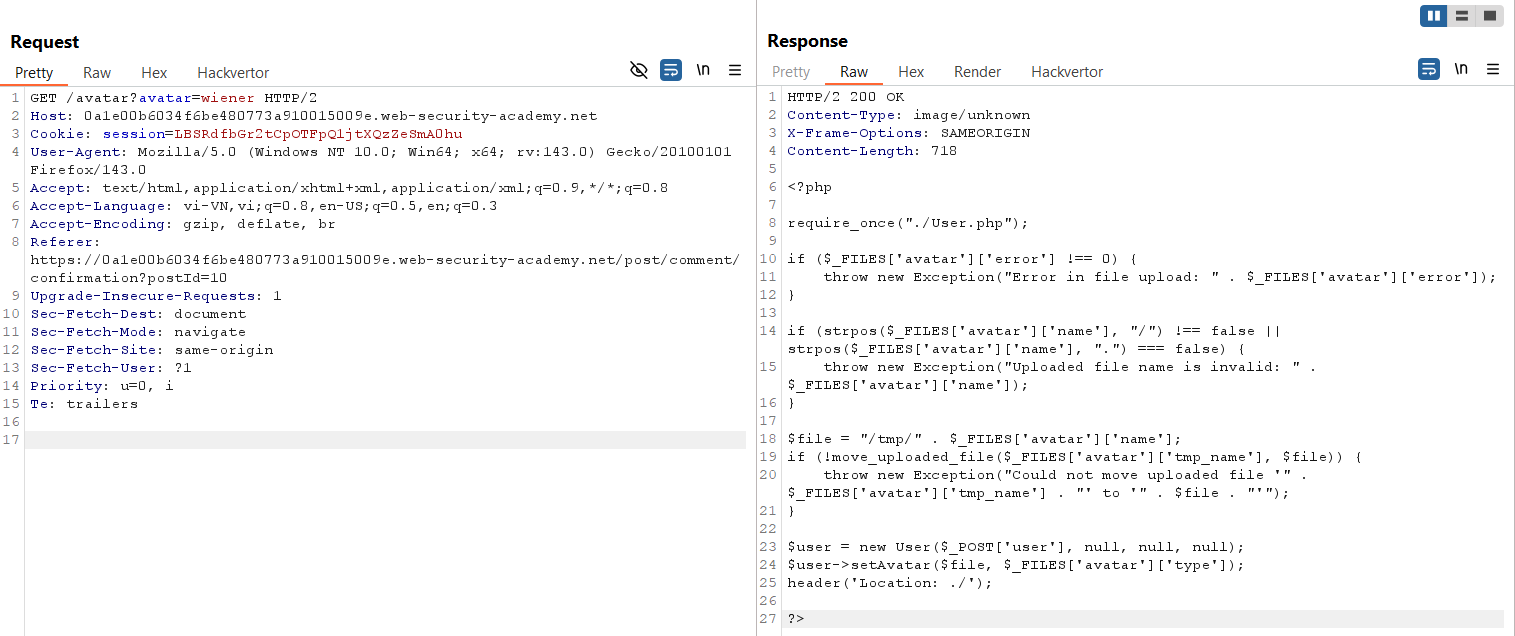 Request
Pretty Raw Hex Hackvertor \n
1 GET /avatar?avatar=wiener HTTP/2
2 Host: 0a1e00b6034f6be480773a910015009e.web-security-academy.net
3 Cookie: session=LBSRdfbGr2tCpOTFpQljtXQzZeSmA0hu
4 User-Agent: Mozilla/5.0 (Windows NT 10.0; Win64; x64; rv:143.0) Gecko/20100101
Firefox/143.0
5 Accept: text/html,application/xhtml+xml,application/xml;q=0.9,*/*;q=0.8
6 Accept-Language: vi-VN,vi;q=0.8,en-US;q=0.5,en;q=0.3
7 Accept-Encoding: gzip, deflate, br
8 Referer:
https://0a1e00b6034f6be480773a910015009e.web-security-academy.net/post/comment/
confirmation?postId=10
9 Upgrade-Insecure-Requests: 1
10 Sec-Fetch-Dest: document
11 Sec-Fetch-Mode: navigate
12 Sec-Fetch-Site: same-origin
13 Sec-Fetch-User: ?1
14 Priority: u=0, i
15 Te: trailers
16
17
Response
Pretty Raw Hex Render Hackvertor \n
1 HTTP/2 200 OK
2 Content-Type: image/unknown
3 X-Frame-Options: SAMEORIGIN
4 Content-Length: 718
5
6 <?php
7
8 require_once("./User.php");
9
10 if ($_FILES['avatar']['error'] !== 0) {
11 throw new Exception("Error in file upload: " . $_FILES['avatar']['error']);
12 }
13
14 if (strpos($_FILES['avatar']['name'], "/") !== false ||
strpos($_FILES['avatar']['name'], ".") === false) {
15 throw new Exception("Uploaded file name is invalid: " .
$_FILES['avatar']['name']);
16 }
17
18 $file = "/tmp/" . $_FILES['avatar']['name'];
19 if (!move_uploaded_file($_FILES['avatar']['tmp_name'], $file)) {
20 throw new Exception("Could not move uploaded file '" .
$_FILES['avatar']['tmp_name'] . "' to '" . $file . "'");
21 }
22
23 $user = new User($_POST['user'], null, null, null);
24 $user->setAvatar($file, $_FILES['avatar']['type']);
25 header('Location: ./');
26
27 ?>